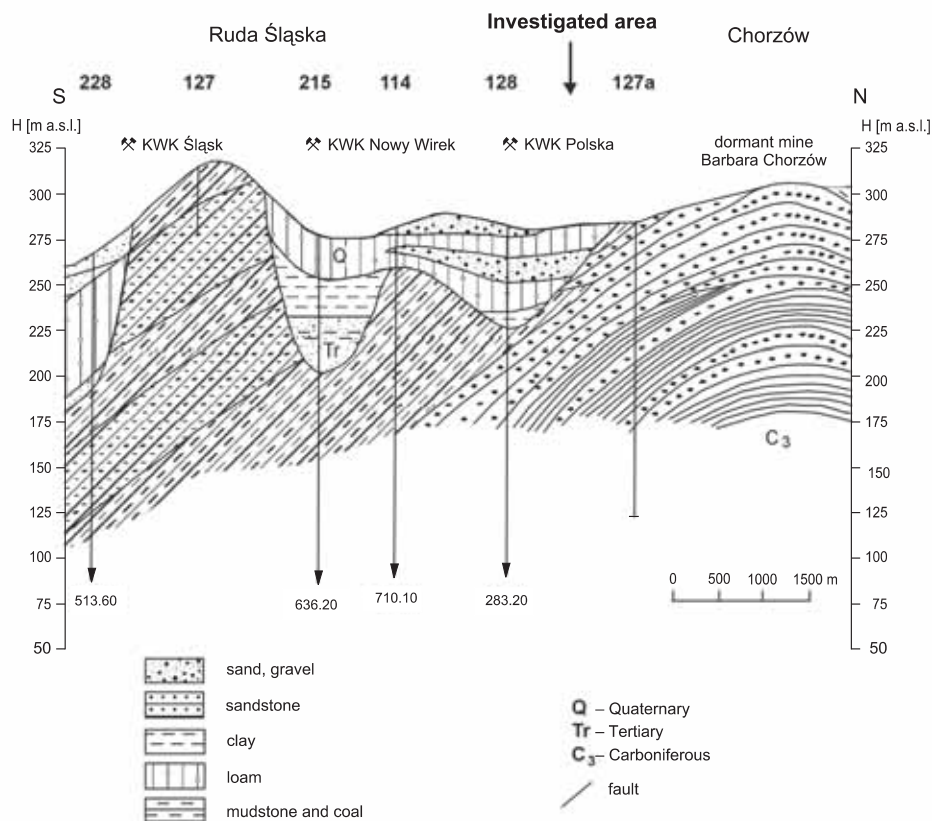 Ruda Śląska
Investigated area
Chorzów
228 127 215 114 128 127a
S
N
H [m a.s.l.]
H [m a.s.l.]
KWK Śląsk
KWK Nowy Wirek
KWK Polska
dormant mine
Barbara Chorzów
325 325
300 300
275 275
250 250
225 225
200 200
175 175
150 150
125 125
100 100
75 75
50 50
Q
Tr
C3
513.60
636.20
710.10
283.20
0 500 1000 1500 m
sand, gravel
sandstone
clay
loam
mudstone and coal
Q – Quaternary
Tr – Tertiary
C3 – Carboniferous
fault